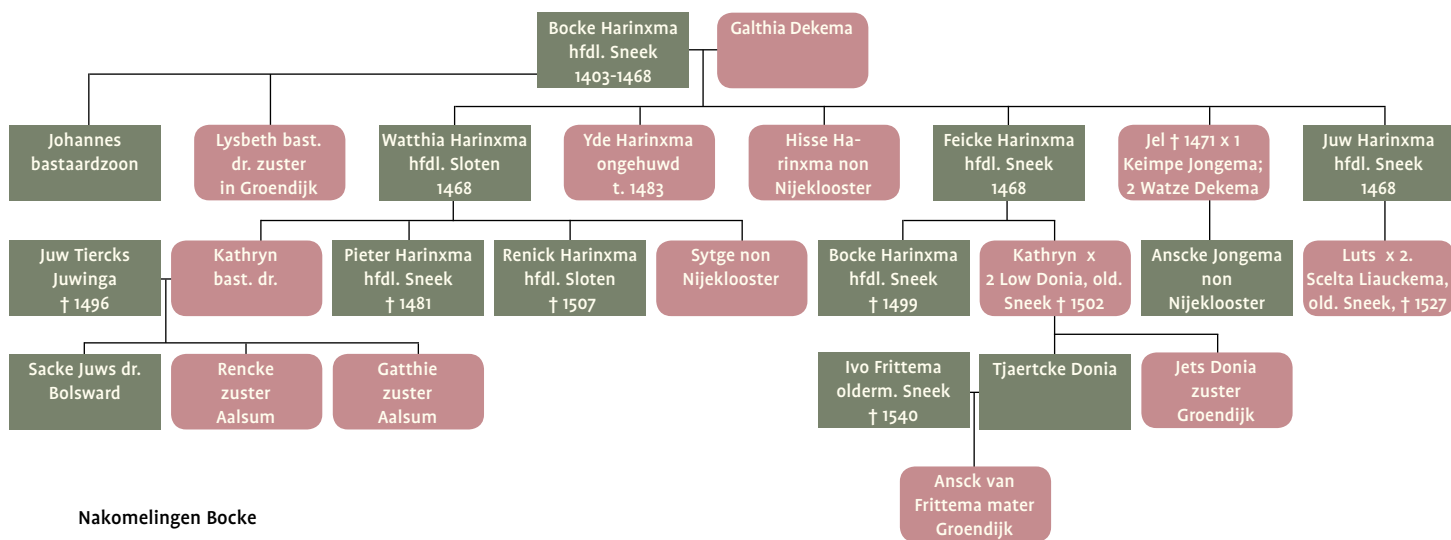 Bocke Harinxma
hfdl. Sneek
1403-1468
Galthia Dekema
Johannes
bastaardzoon
Lysbeth bast.
dr. zuster
in Groendijk
Watthia Harinxma
hfdl. Sloten
1468
Yde Harinxma
ongehuwd
t. 1483
Hisse Ha-
rinxma non
Nijeklooster
Feicke Harinxma
hfdl. Sneek
1468
Jel † 1471 x 1
Keimpe Jongema;
2 Watze Dekema
Juw Harinxma
hfdl. Sneek
1468
Juw Tiercks
Juwinga
† 1496
Kathryn
bast. dr.
Pieter Harinxma
hfdl. Sneek
† 1481
Renick Harinxma
hfdl. Sloten
† 1507
Sytge non
Nijeklooster
Bocke Harinxma
hfdl. Sneek
† 1499
Kathryn x
2 Low Donia, old.
Sneek † 1502
Anscke Jongema
non
Nijeklooster
Luts x 2.
Scelta Liauckema,
old. Sneek, † 1527
Sacke Juws dr.
Bolsward
Rencke
zuster
Aalsum
Gatthie
zuster
Aalsum
Ivo Frittema
olderm. Sneek
† 1540
Tjaertcke Donia
Jets Donia
zuster
Groendijk
Ansck van
Frittema mater
Groendijk
Nakomelingen Bocke